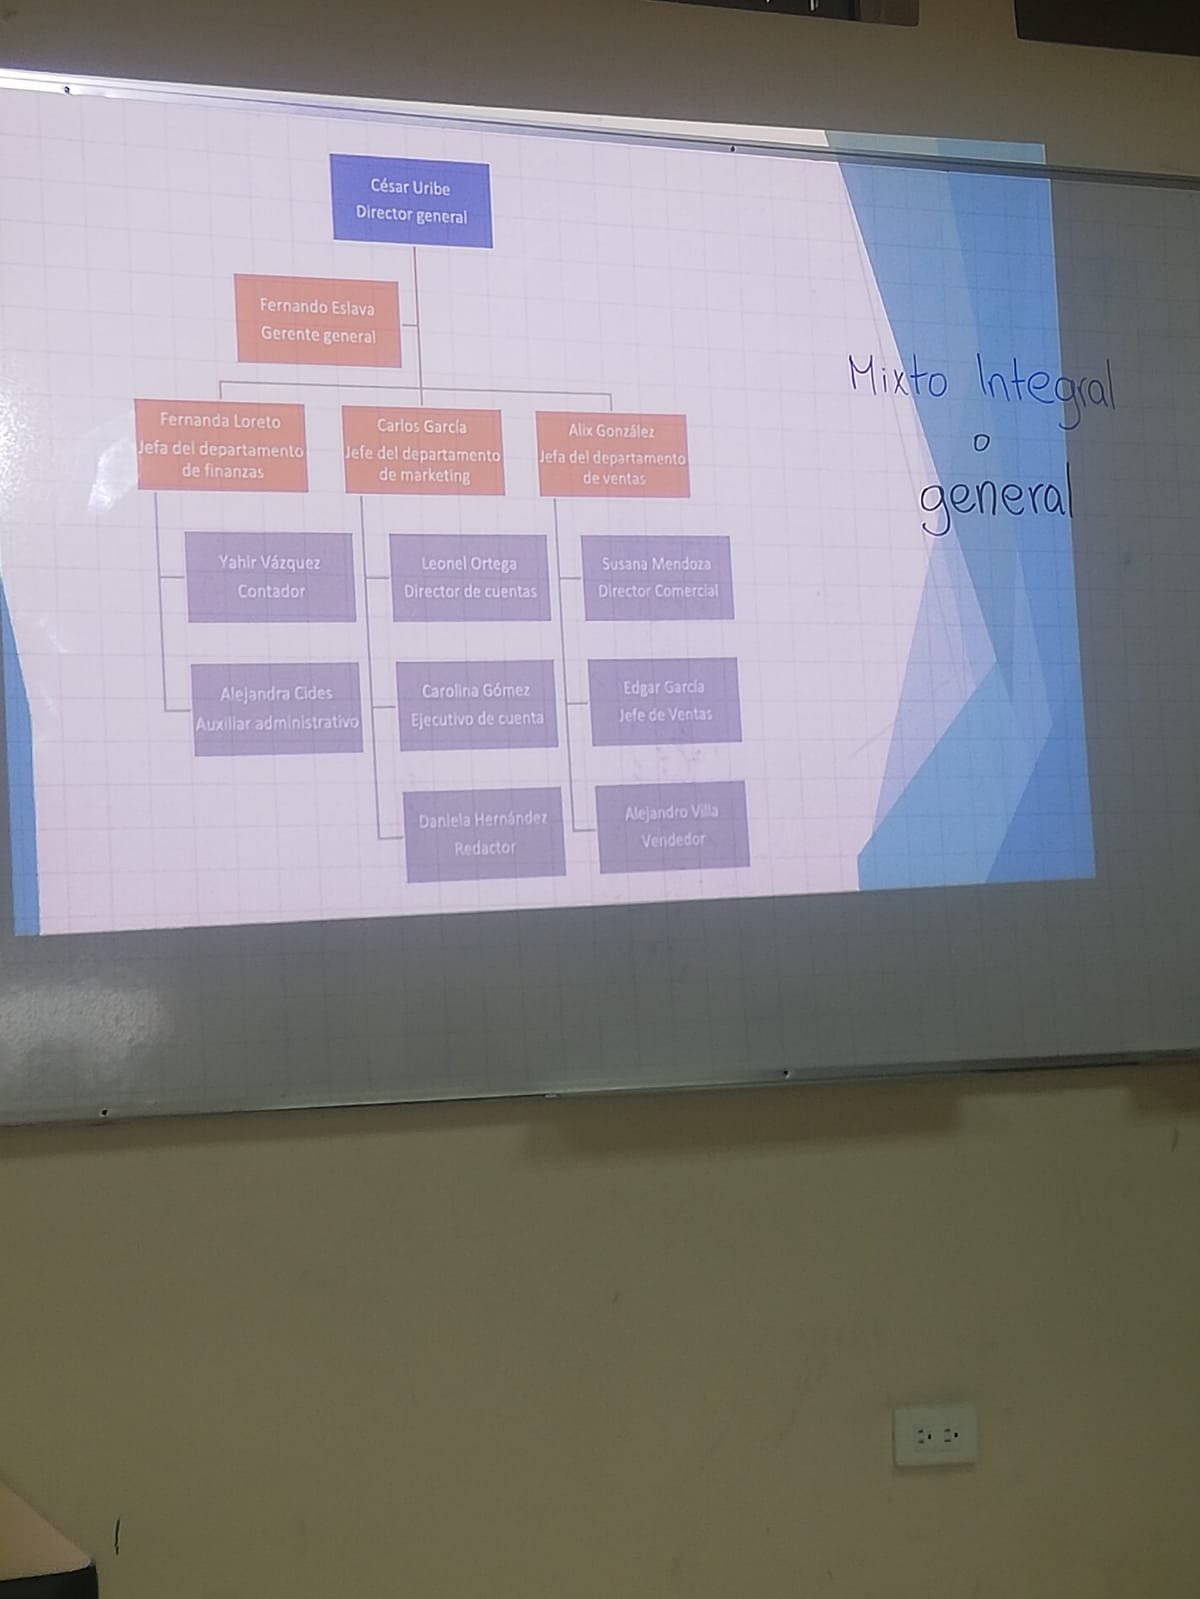 César Uribe
Director general
Fernando Eslava
Gerente general
Fernanda Loreto
Jefa del departamento
de finanzas
Carlos García
Jefe del departamento
de marketing
Alix González
Jefa del departamento
de ventas
Yahir Vázquez
Contador
Alejandra Cides
Auxiliar administrativo
Leonel Ortega
Director de cuentas
Carolina Gómez
Ejecutivo de cuenta
Daniela Hernández
Redactor
Susana Mendoza
Director Comercial
Edgar García
Jefe de Ventas
Alejandro Villa
Vendedor
Mixto Integral
o
general